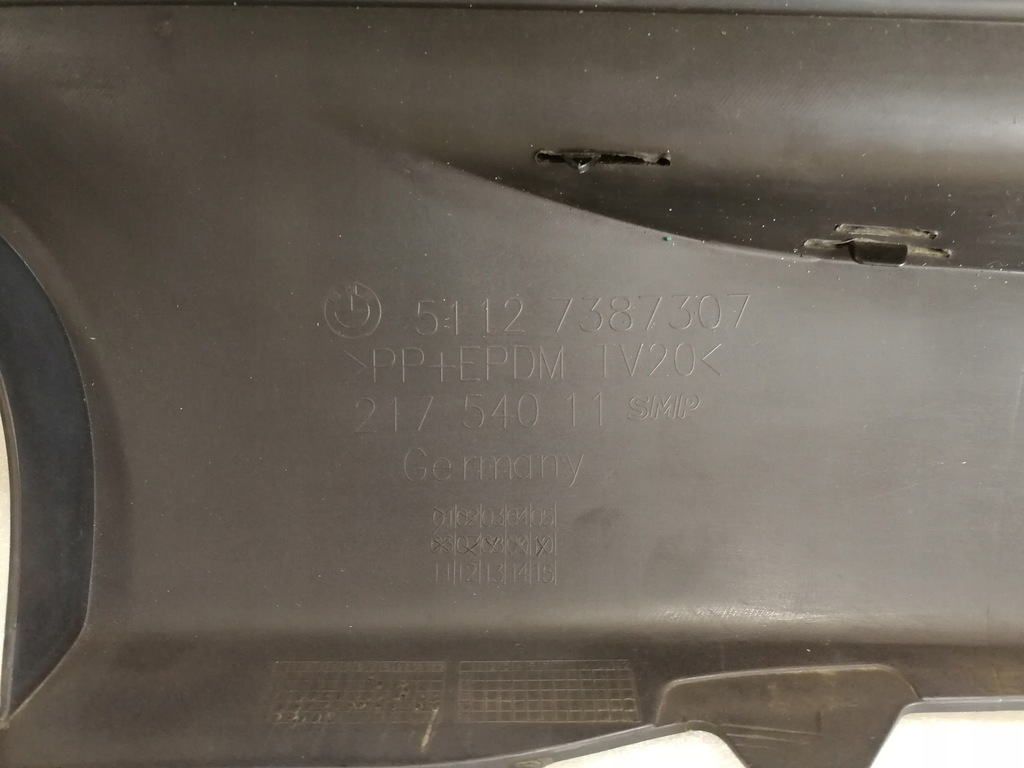 5112 7387307
>PP+EPDM TV20<
217 540 11 SMP
Germany
01 02 03 04 05
11 12 13 14 15